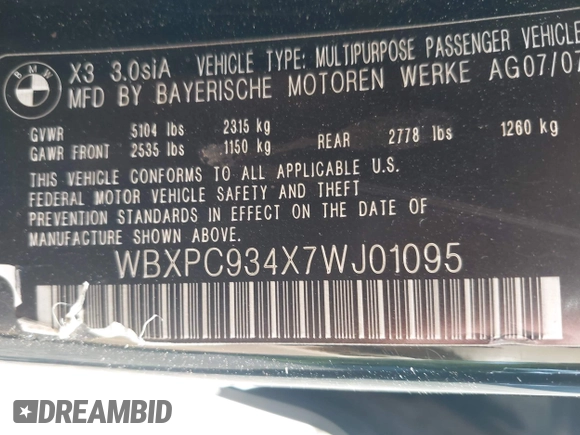 BMW
X3 3.0siA VEHICLE TYPE: MULTIPURPOSE PASSENGER VEHICLE
MFD BY BAYERISCHE MOTOREN WERKE AG07/07
GVWR 5104 lbs 2315 kg
GAWR FRONT 2535 lbs 1150 kg REAR 2778 lbs 1260 kg
THIS VEHICLE CONFORMS TO ALL APPLICABLE U.S.
FEDERAL MOTOR VEHICLE SAFETY AND THEFT
PREVENTION STANDARDS IN EFFECT ON THE DATE OF
MANUFACTURE SHOWN ABOVE.
WBXPC934X7WJ01095
DREAMBID